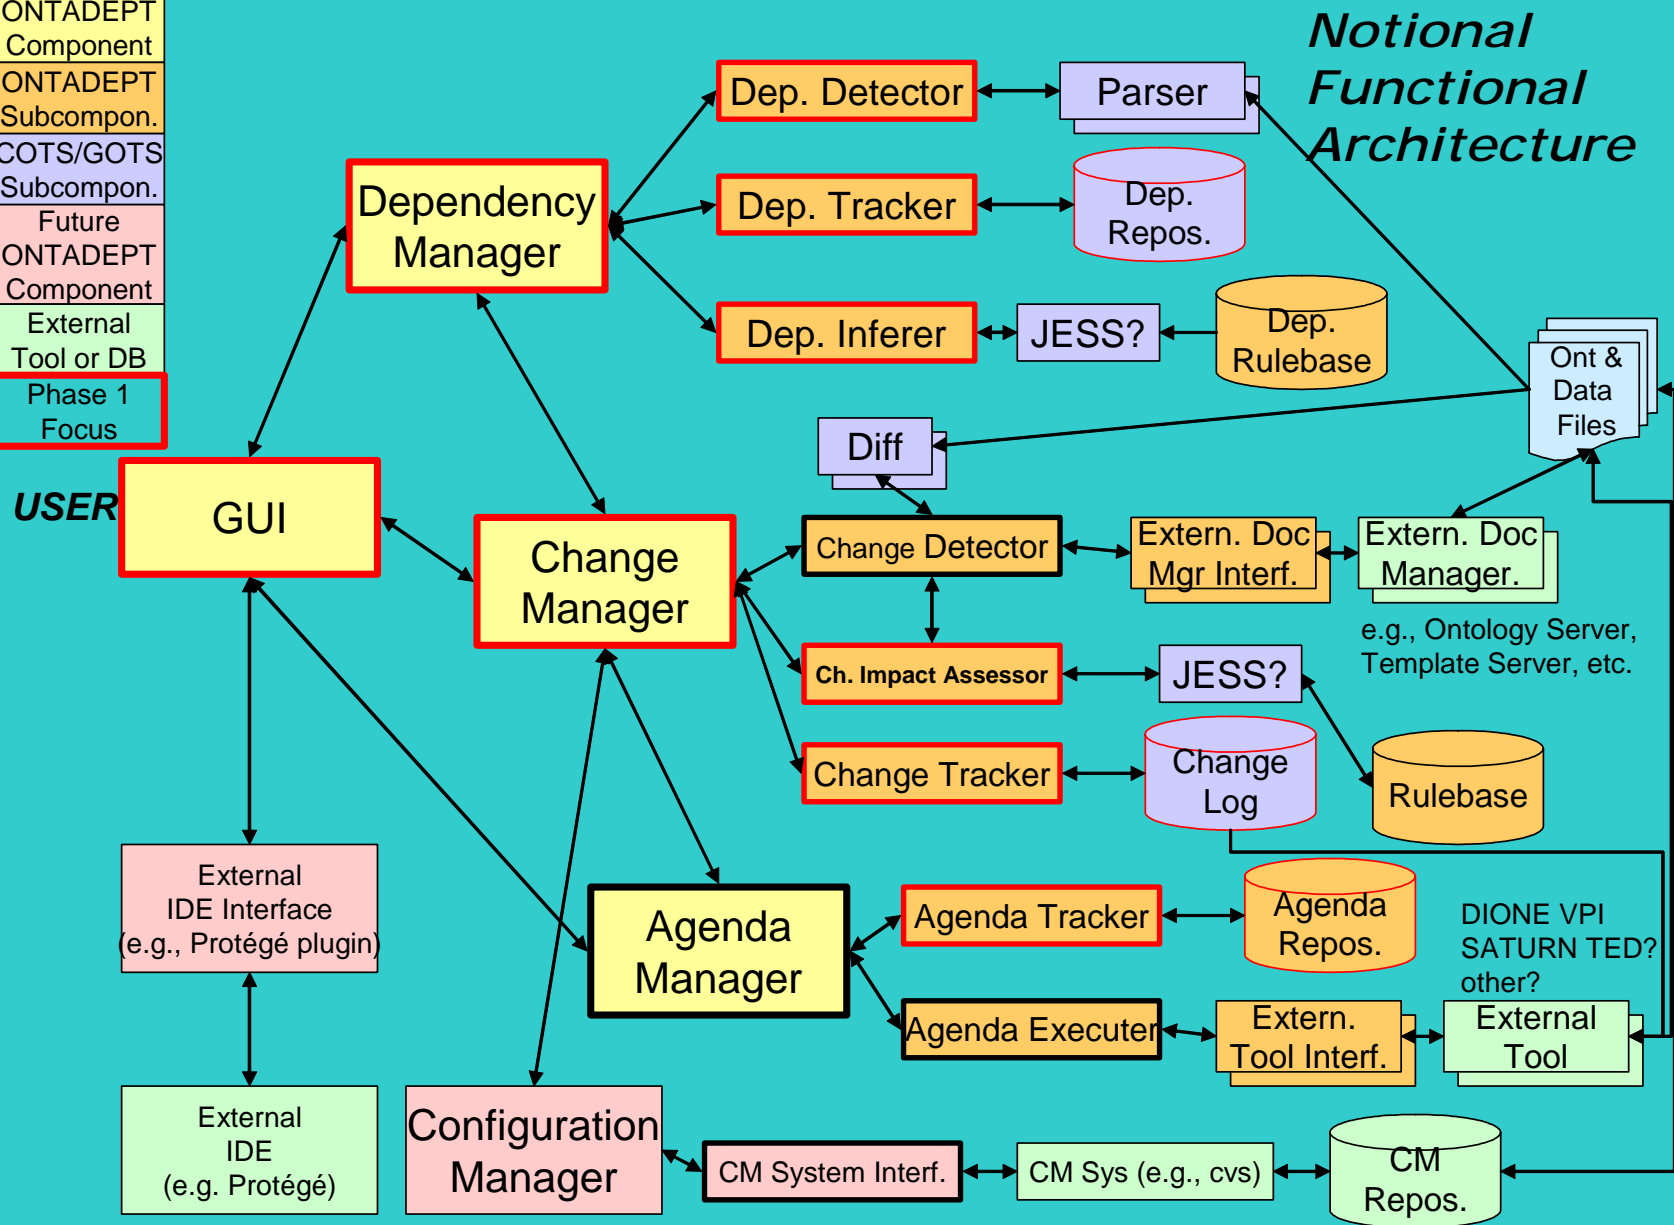 ONTADEPT
Component
ONTADEPT
Subcompon.
COTS/GOTS
Subcompon.
Future
ONTADEPT
Component
External
Tool or DB
Phase 1
Focus
Notional
Functional
Architecture
Dep. Detector
Parser
Dependency
Manager
Dep. Tracker
Dep.
Repos.
Dep. Inferer
JESS?
Dep.
Rulebase
Ont &
Data
Files
Diff
USER
GUI
Change
Manager
Change Detector
Extern. Doc
Mgr Interf.
Extern. Doc
Manager.
e.g., Ontology Server,
Template Server, etc.
Ch. Impact Assessor
JESS?
Change Tracker
Change
Log
Rulebase
External
IDE Interface
(e.g., Protégé plugin)
Agenda
Manager
Agenda Tracker
Agenda
Repos.
DIONE VPI
SATURN TED?
other?
Agenda Executer
Extern.
Tool Interf.
External
Tool
External
IDE
(e.g. Protégé)
Configuration
Manager
CM System Interf.
CM Sys (e.g., cvs)
CM
Repos.